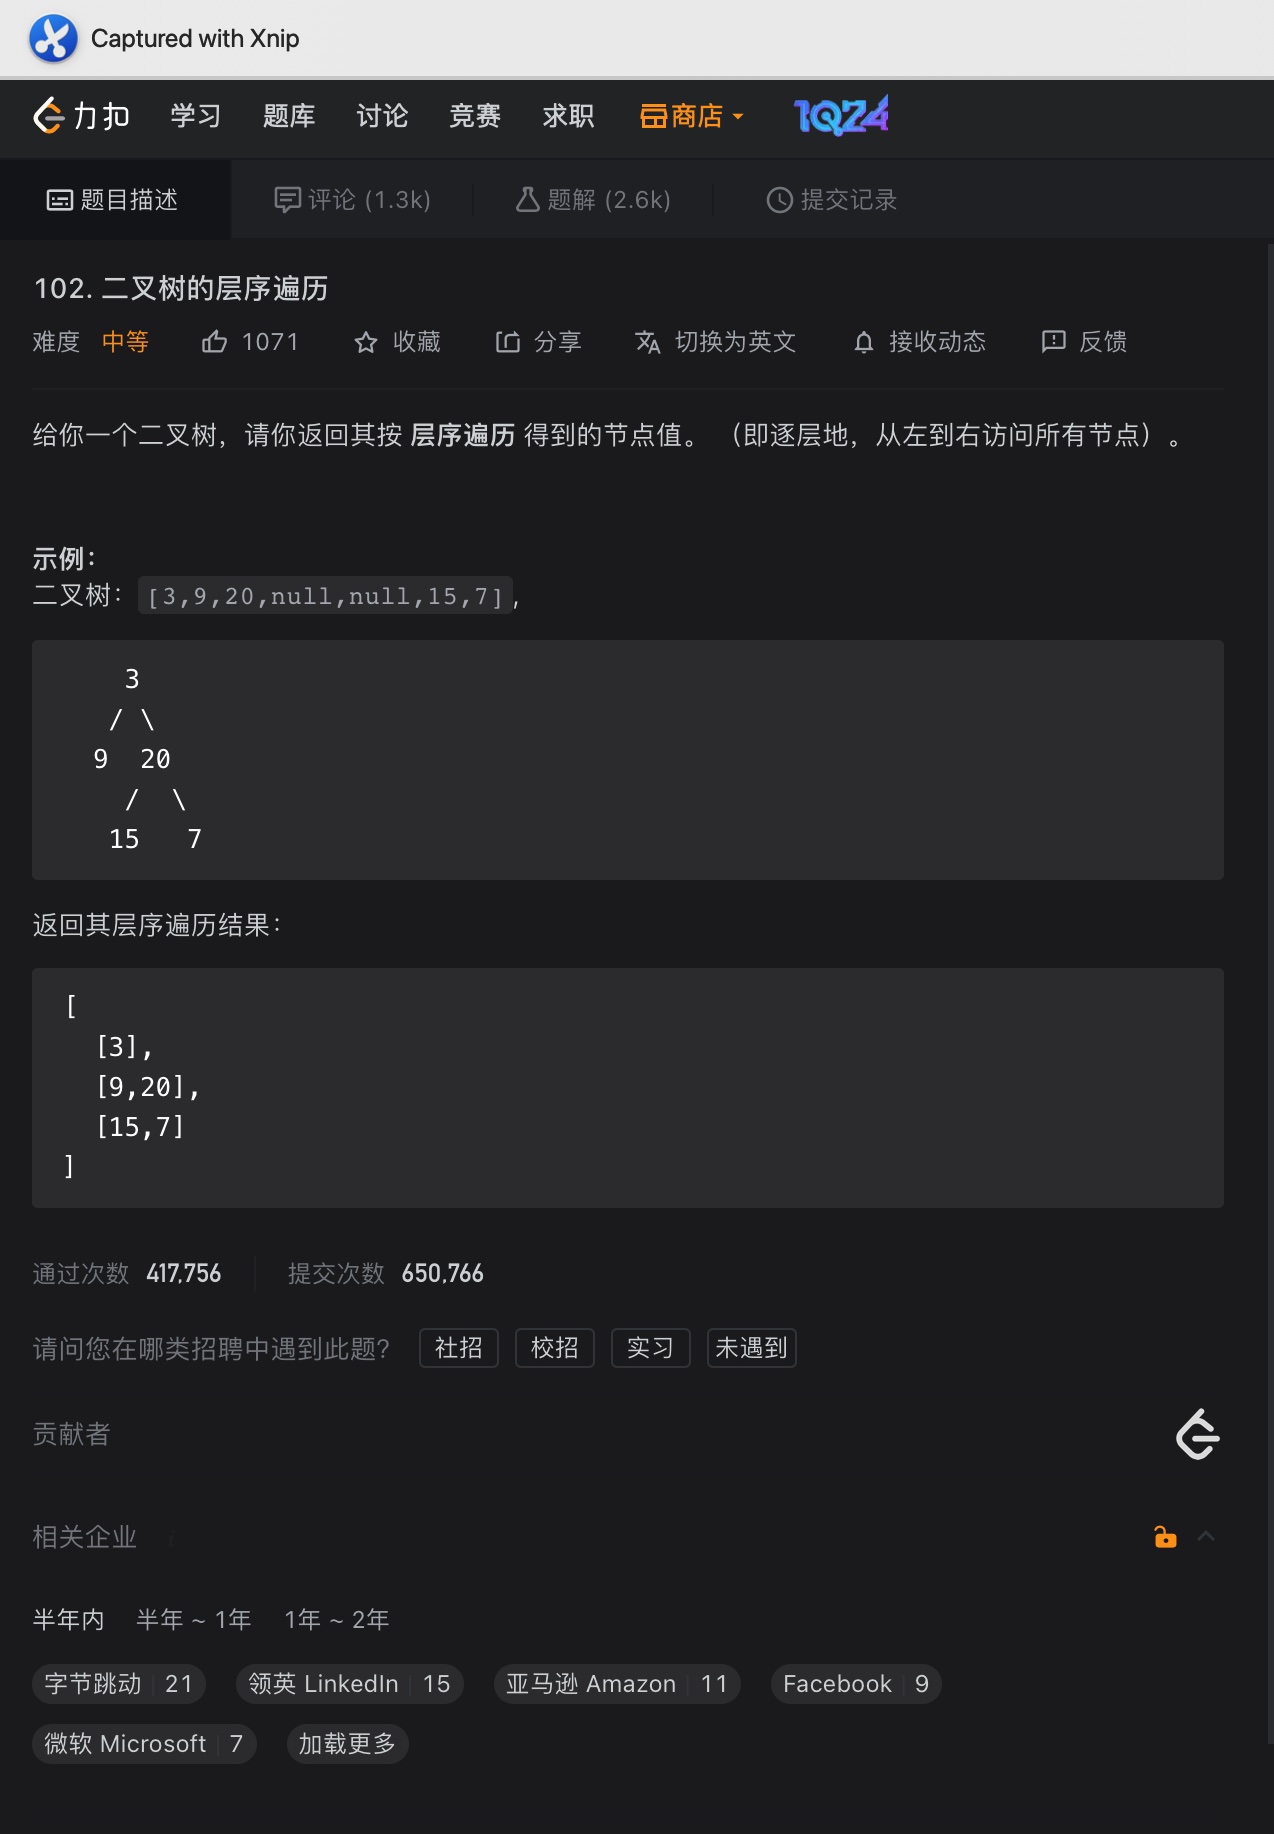 Captured with Xnip
力扣 学习 题库 讨论 竞赛 求职 商店 1024
题目描述 评论 (1.3k) 题解 (2.6k) 提交记录
102. 二叉树的层序遍历
难度 中等 1071 收藏 分享 切换为英文 接收动态 反馈
给你一个二叉树，请你返回其按 层序遍历 得到的节点值。 （即逐层地，从左到右访问所有节点）。
示例：
二叉树：[3,9,20,null,null,15,7],
3
/ \
9 20
/ \
15 7
返回其层序遍历结果：
[
[3],
[9,20],
[15,7]
]
通过次数 417,756 提交次数 650,766
请问您在哪类招聘中遇到此题？ 社招 校招 实习 未遇到
贡献者
相关企业
半年内 半年 ~ 1年 1年 ~ 2年
字节跳动 21 领英 LinkedIn 15 亚马逊 Amazon 11 Facebook 9
微软 Microsoft 7 加载更多